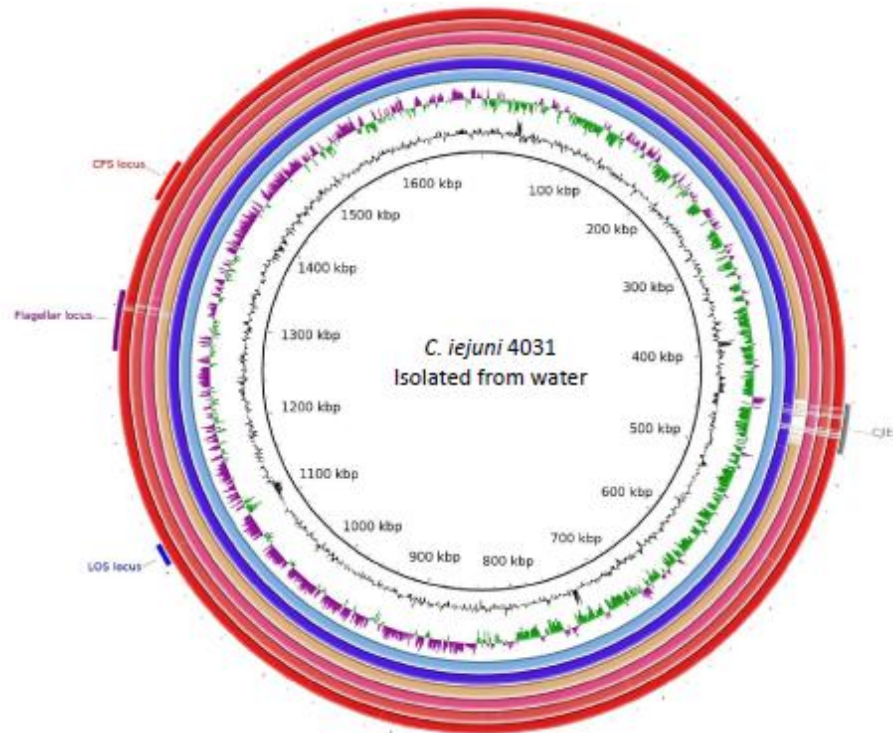 CPS locus
Flagellar locus
LOS locus
CJIE
C. iejuni 4031
Isolated from water
100 kbp
200 kbp
300 kbp
400 kbp
500 kbp
600 kbp
700 kbp
800 kbp
900 kbp
1000 kbp
1100 kbp
1200 kbp
1300 kbp
1400 kbp
1500 kbp
1600 kbp